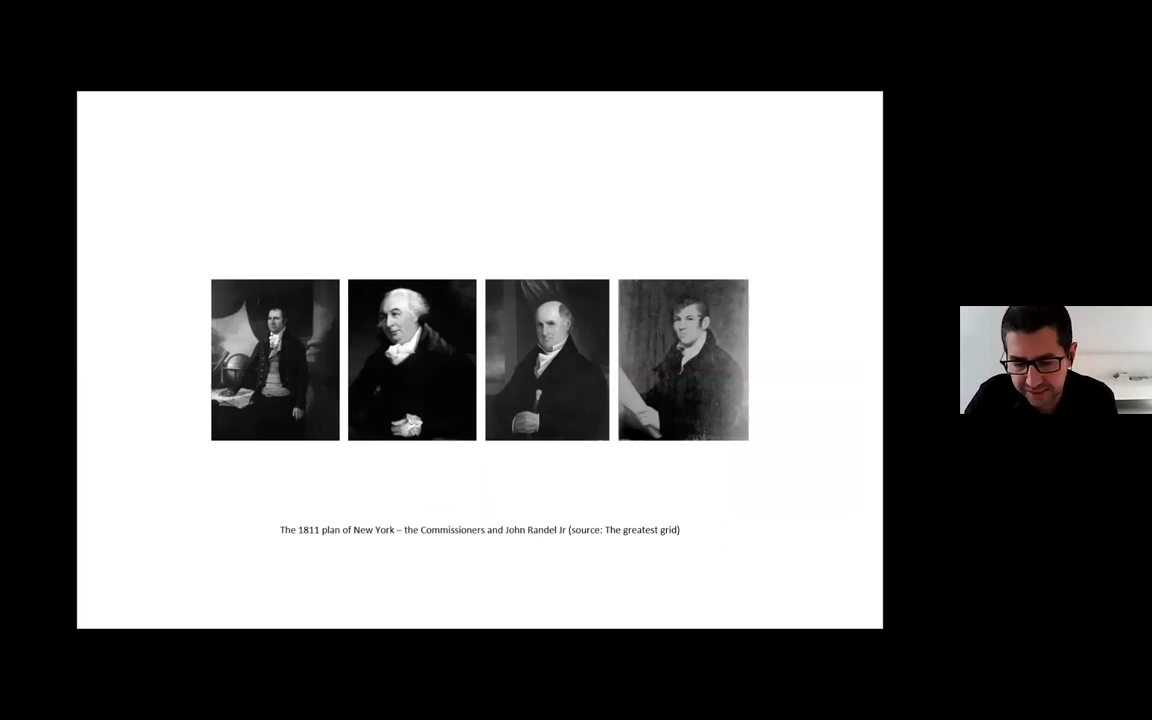 The 1811 plan of New York – the Commissioners and John Randel Jr (source: The greatest grid)